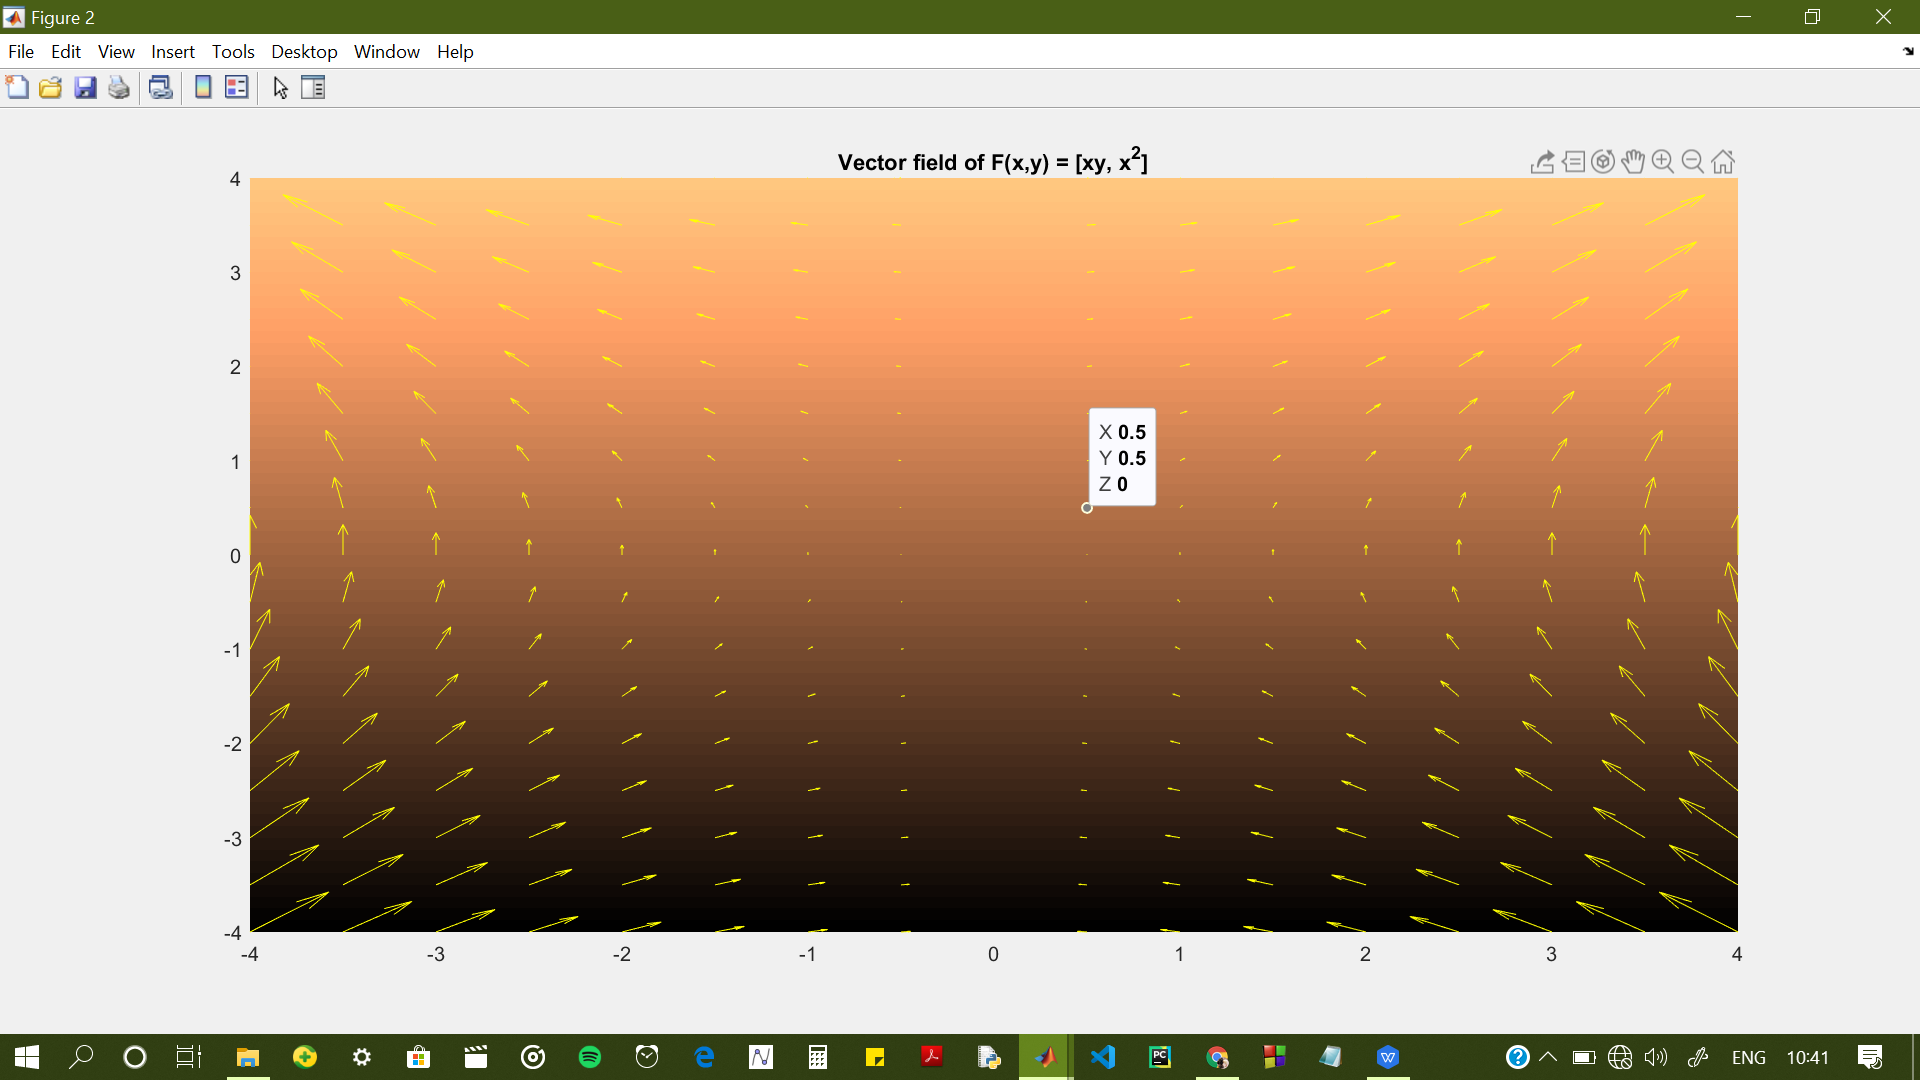 Figure 2
File Edit View Insert Tools Desktop Window Help
Vector field of F(x,y) = [xy, x²]
4
3
2
1
0
-1
-2
-3
-4
X 0.5
Y 0.5
Z 0
-4 -3 -2 -1 0 1 2 3 4
PC
W
?
ENG 10:41